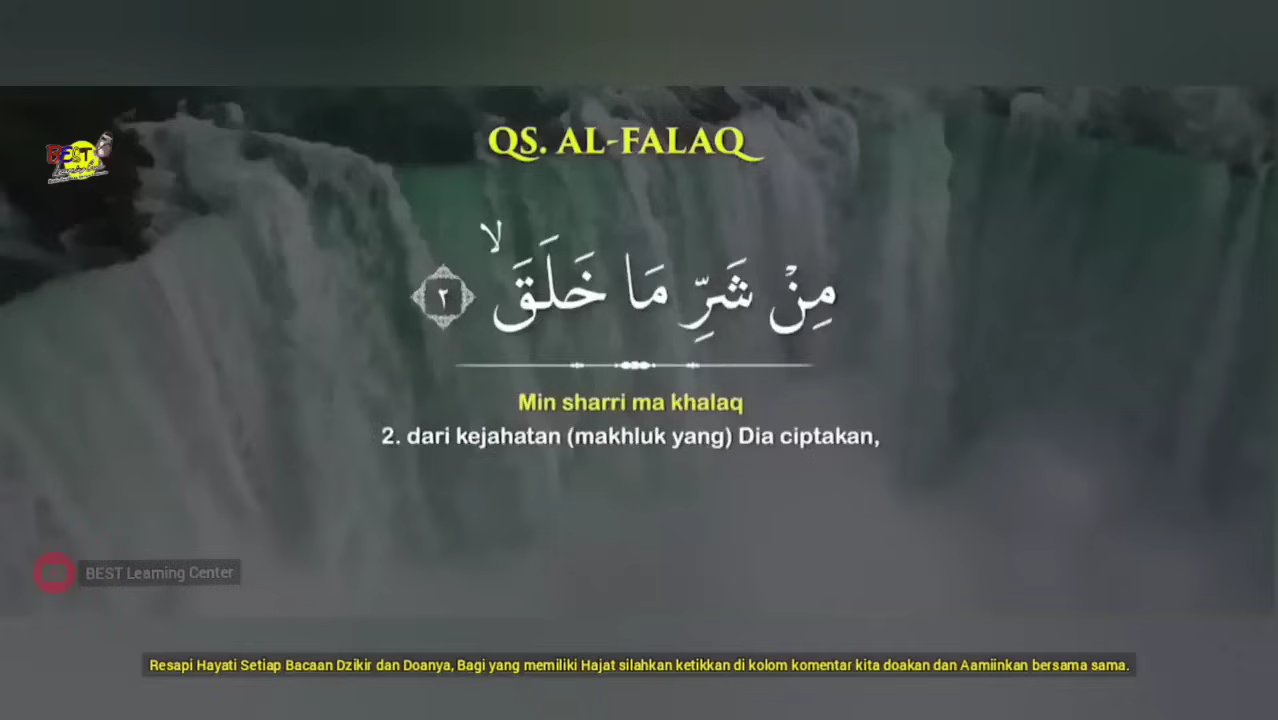 BEST
QS. AL-FALAQ
مِنْ شَرِّ مَا خَلَقَۙ ٢
Min sharri ma khalaq
2. dari kejahatan (makhluk yang) Dia ciptakan,
BEST Learning Center
Resapi Hayati Setiap Bacaan Dzikir dan Doanya, Bagi yang memiliki Hajat silahkan ketikkan di kolom komentar kita doakan dan Aamiinkan bersama sama.